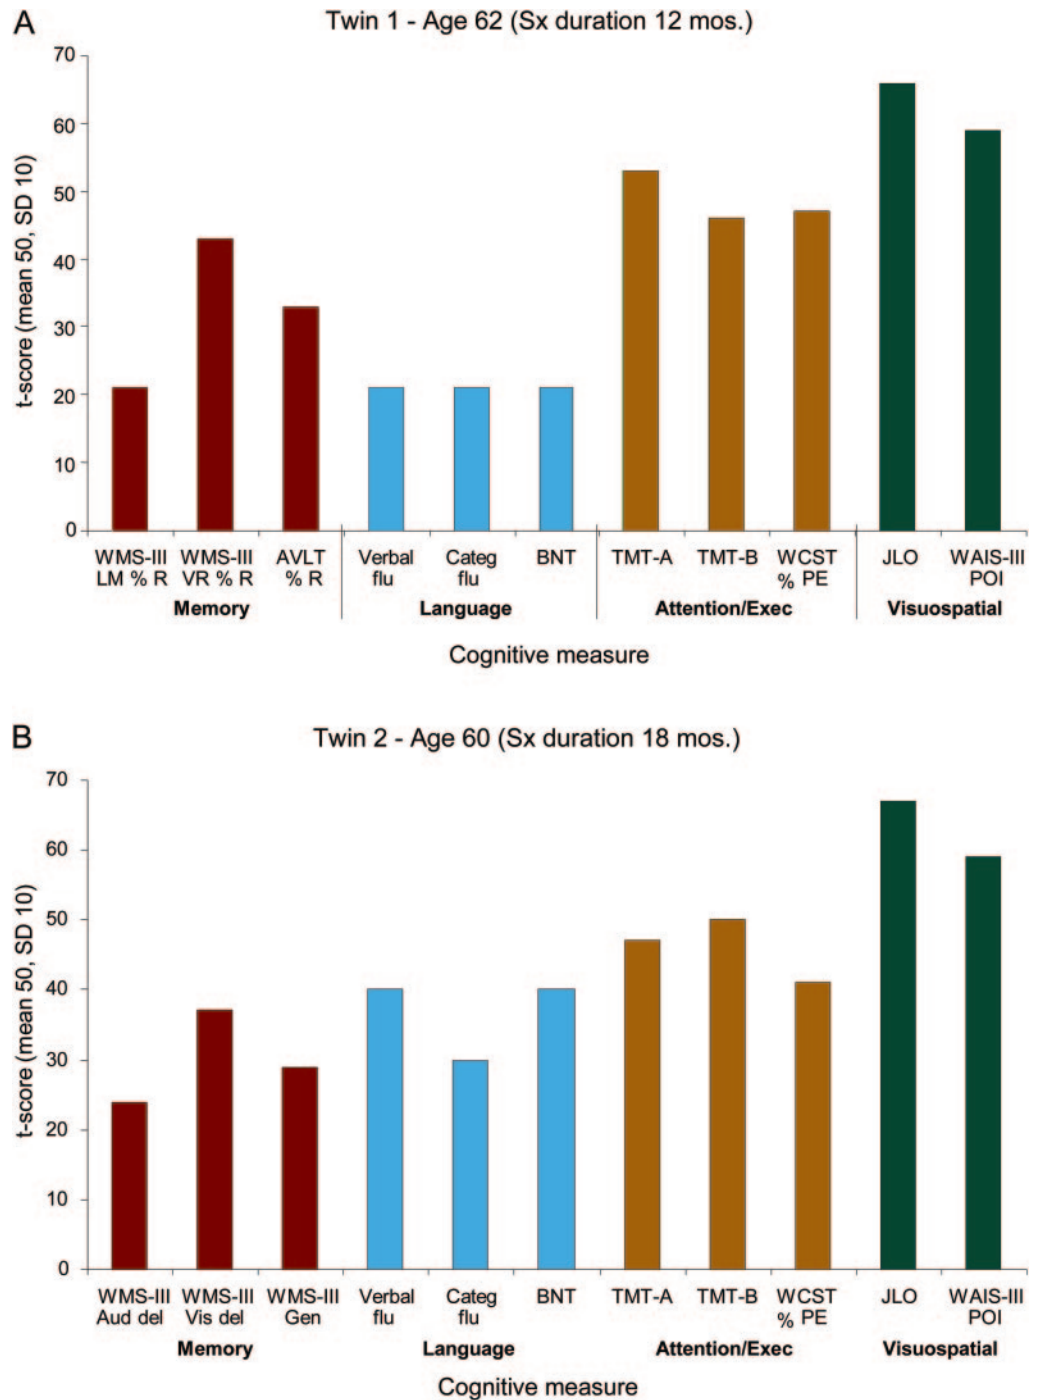 A
Twin 1 - Age 62 (Sx duration 12 mos.)
t-score (mean 50, SD 10)
70
60
50
40
30
20
10
0
WMS-III WMS-III AVLT Verbal Categ BNT TMT-A TMT-B WCST JLO WAIS-III
LM % R VR % R % R flu flu % PE POI
Memory Language Attention/Exec Visuospatial
Cognitive measure
B
Twin 2 - Age 60 (Sx duration 18 mos.)
t-score (mean 50, SD 10)
70
60
50
40
30
20
10
0
WMS-III WMS-III WMS-III Verbal Categ BNT TMT-A TMT-B WCST JLO WAIS-III
Aud del Vis del Gen flu flu % PE POI
Memory Language Attention/Exec Visuospatial
Cognitive measure